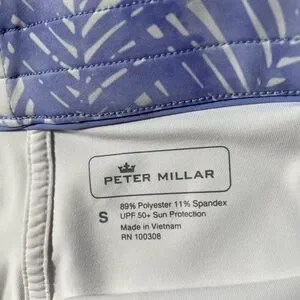 PETER MILLAR
89% Polyester 11% Spandex
S UPF 50+ Sun Protection
Made in Vietnam
RN 100308